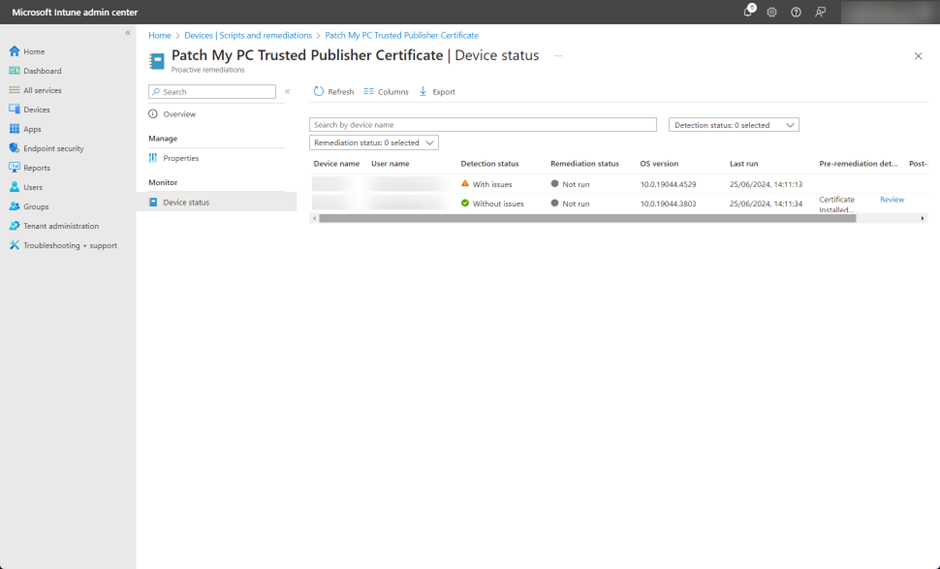 Microsoft Intune admin center
0
Home
Dashboard
All services
Devices
Apps
Endpoint security
Reports
Users
Groups
Tenant administration
Troubleshooting + support
Home > Devices | Scripts and remediations > Patch My PC Trusted Publisher Certificate
Patch My PC Trusted Publisher Certificate | Device status ...
Proactive remediations
Search
Overview
Manage
Properties
Monitor
Device status
Refresh Columns Export
Search by device name Detection status: 0 selected
Remediation status: 0 selected
Device name User name Detection status Remediation status OS version Last run Pre-remediation det... Post-
With issues Not run 10.0.19044.4529 25/06/2024, 14:11:13
Without issues Not run 10.0.19044.3803 25/06/2024, 14:11:34 Certificate Review
Installed...